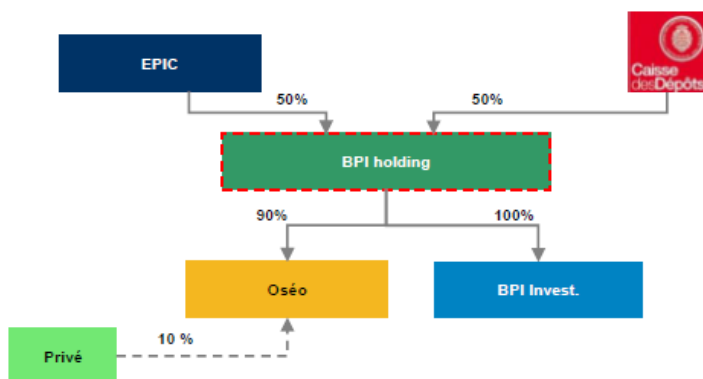 EPIC
Caisse
desDépôts
50%
50%
BPI holding
90%
100%
Oséo
BPI Invest.
10 %
Privé